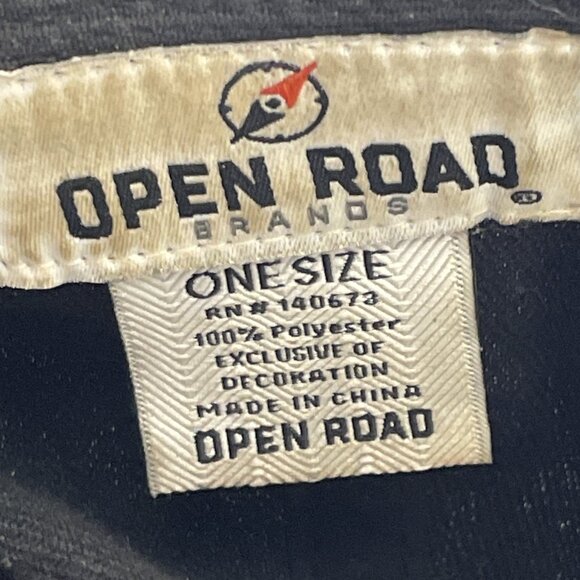 OPEN ROAD
BRANDS
ONE SIZE
RN # 140673
100% Polyester
EXCLUSIVE OF
DECORATION
MADE IN CHINA
OPEN ROAD